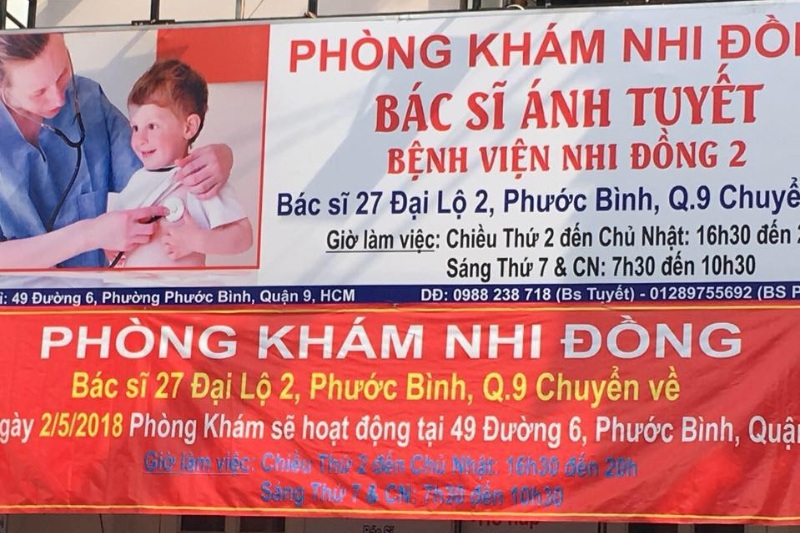 PHÒNG KHÁM NHI ĐỒ
BÁC SĨ ÁNH TUYẾT
BỆNH VIỆN NHI ĐỒNG 2
Bác sĩ 27 Đại Lộ 2, Phước Bình, Q.9 Chuyể
Giờ làm việc: Chiều Thứ 2 đến Chủ Nhật: 16h30 đến 2
Sáng Thứ 7 & CN: 7h30 đến 10h30
: 49 Đường 6, Phường Phước Bình, Quận 9, HCM DĐ: 0988 238 718 (Bs Tuyết) - 01289755692 (BS P
PHÒNG KHÁM NHI ĐỒNG
Bác sĩ 27 Đại Lộ 2, Phước Bình, Q.9 Chuyển về
gày 2/5/2018 Phòng Khám sẽ hoạt động tại 49 Đường 6, Phước Bình, Quậ
Giờ làm việc: Chiều Thứ 2 đến Chủ Nhật: 16h30 đến 20h
Sáng Thứ 7 & CN: 7h30 đến 10h30